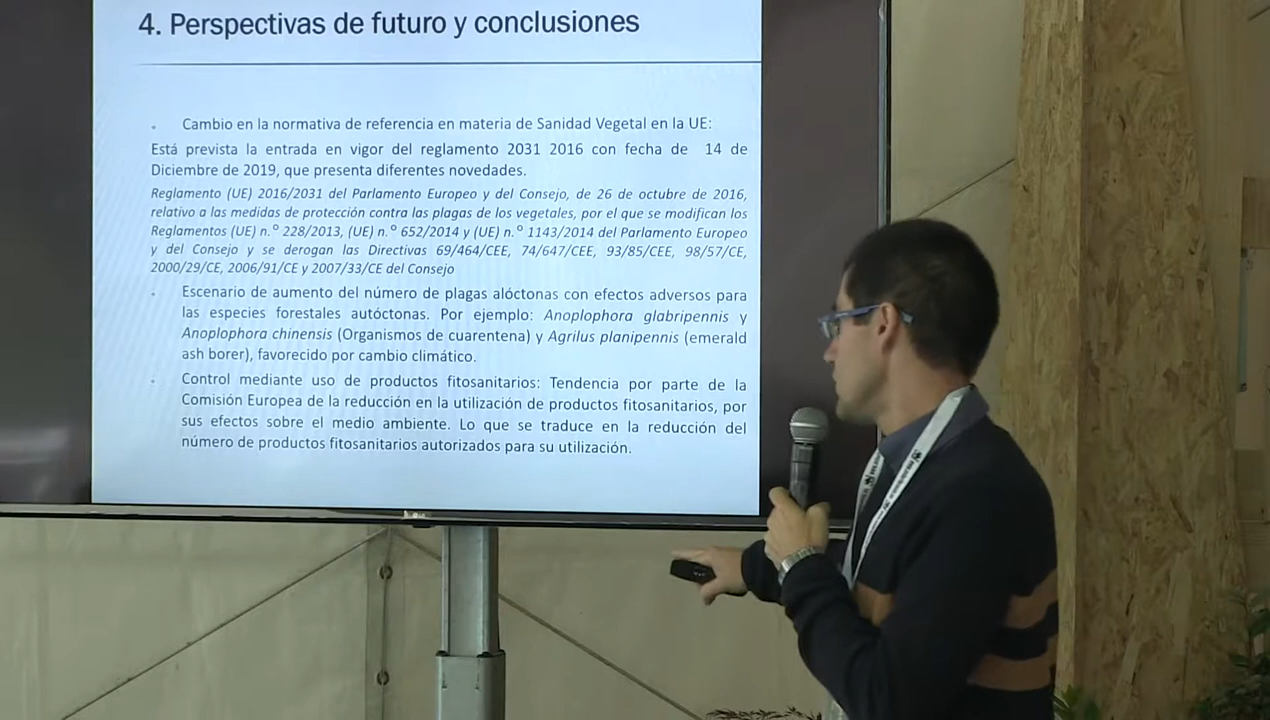 4. Perspectivas de futuro y conclusiones
Cambio en la normativa de referencia en materia de Sanidad Vegetal en la UE:
Está prevista la entrada en vigor del reglamento 2031 2016 con fecha de 14 de
Diciembre de 2019, que presenta diferentes novedades.
Reglamento (UE) 2016/2031 del Parlamento Europeo y del Consejo, de 26 de octubre de 2016,
relativo a las medidas de protección contra las plagas de los vegetales, por el que se modifican los
Reglamentos (UE) n.º 228/2013, (UE) n.º 652/2014 y (UE) n.º 1143/2014 del Parlamento Europeo
y del Consejo y se derogan las Directivas 69/464/CEE, 74/647/CEE, 93/85/CEE, 98/57/CE,
2000/29/CE, 2006/91/CE y 2007/33/CE del Consejo
Escenario de aumento del número de plagas alóctonas con efectos adversos para
las especies forestales autóctonas. Por ejemplo: Anoplophora glabripennis y
Anoplophora chinensis (Organismos de cuarentena) y Agrilus planipennis (emerald
ash borer), favorecido por cambio climático.
Control mediante uso de productos fitosanitarios: Tendencia por parte de la
Comisión Europea de la reducción en la utilización de productos fitosanitarios, por
sus efectos sobre el medio ambiente. Lo que se traduce en la reducción del
número de productos fitosanitarios autorizados para su utilización.